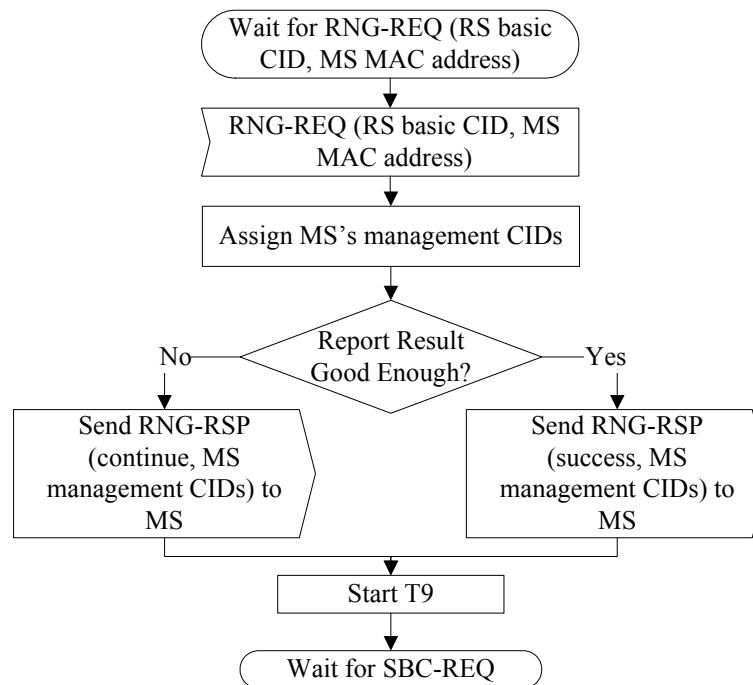 Wait for RNG-REQ (RS basic
CID, MS MAC address)
RNG-REQ (RS basic CID, MS
MAC address)
Assign MS's management CIDs
Report Result
Good Enough?
No
Yes
Send RNG-RSP
(continue, MS
management CIDs) to
MS
Send RNG-RSP
(success, MS
management CIDs) to
MS
Start T9
Wait for SBC-REQ